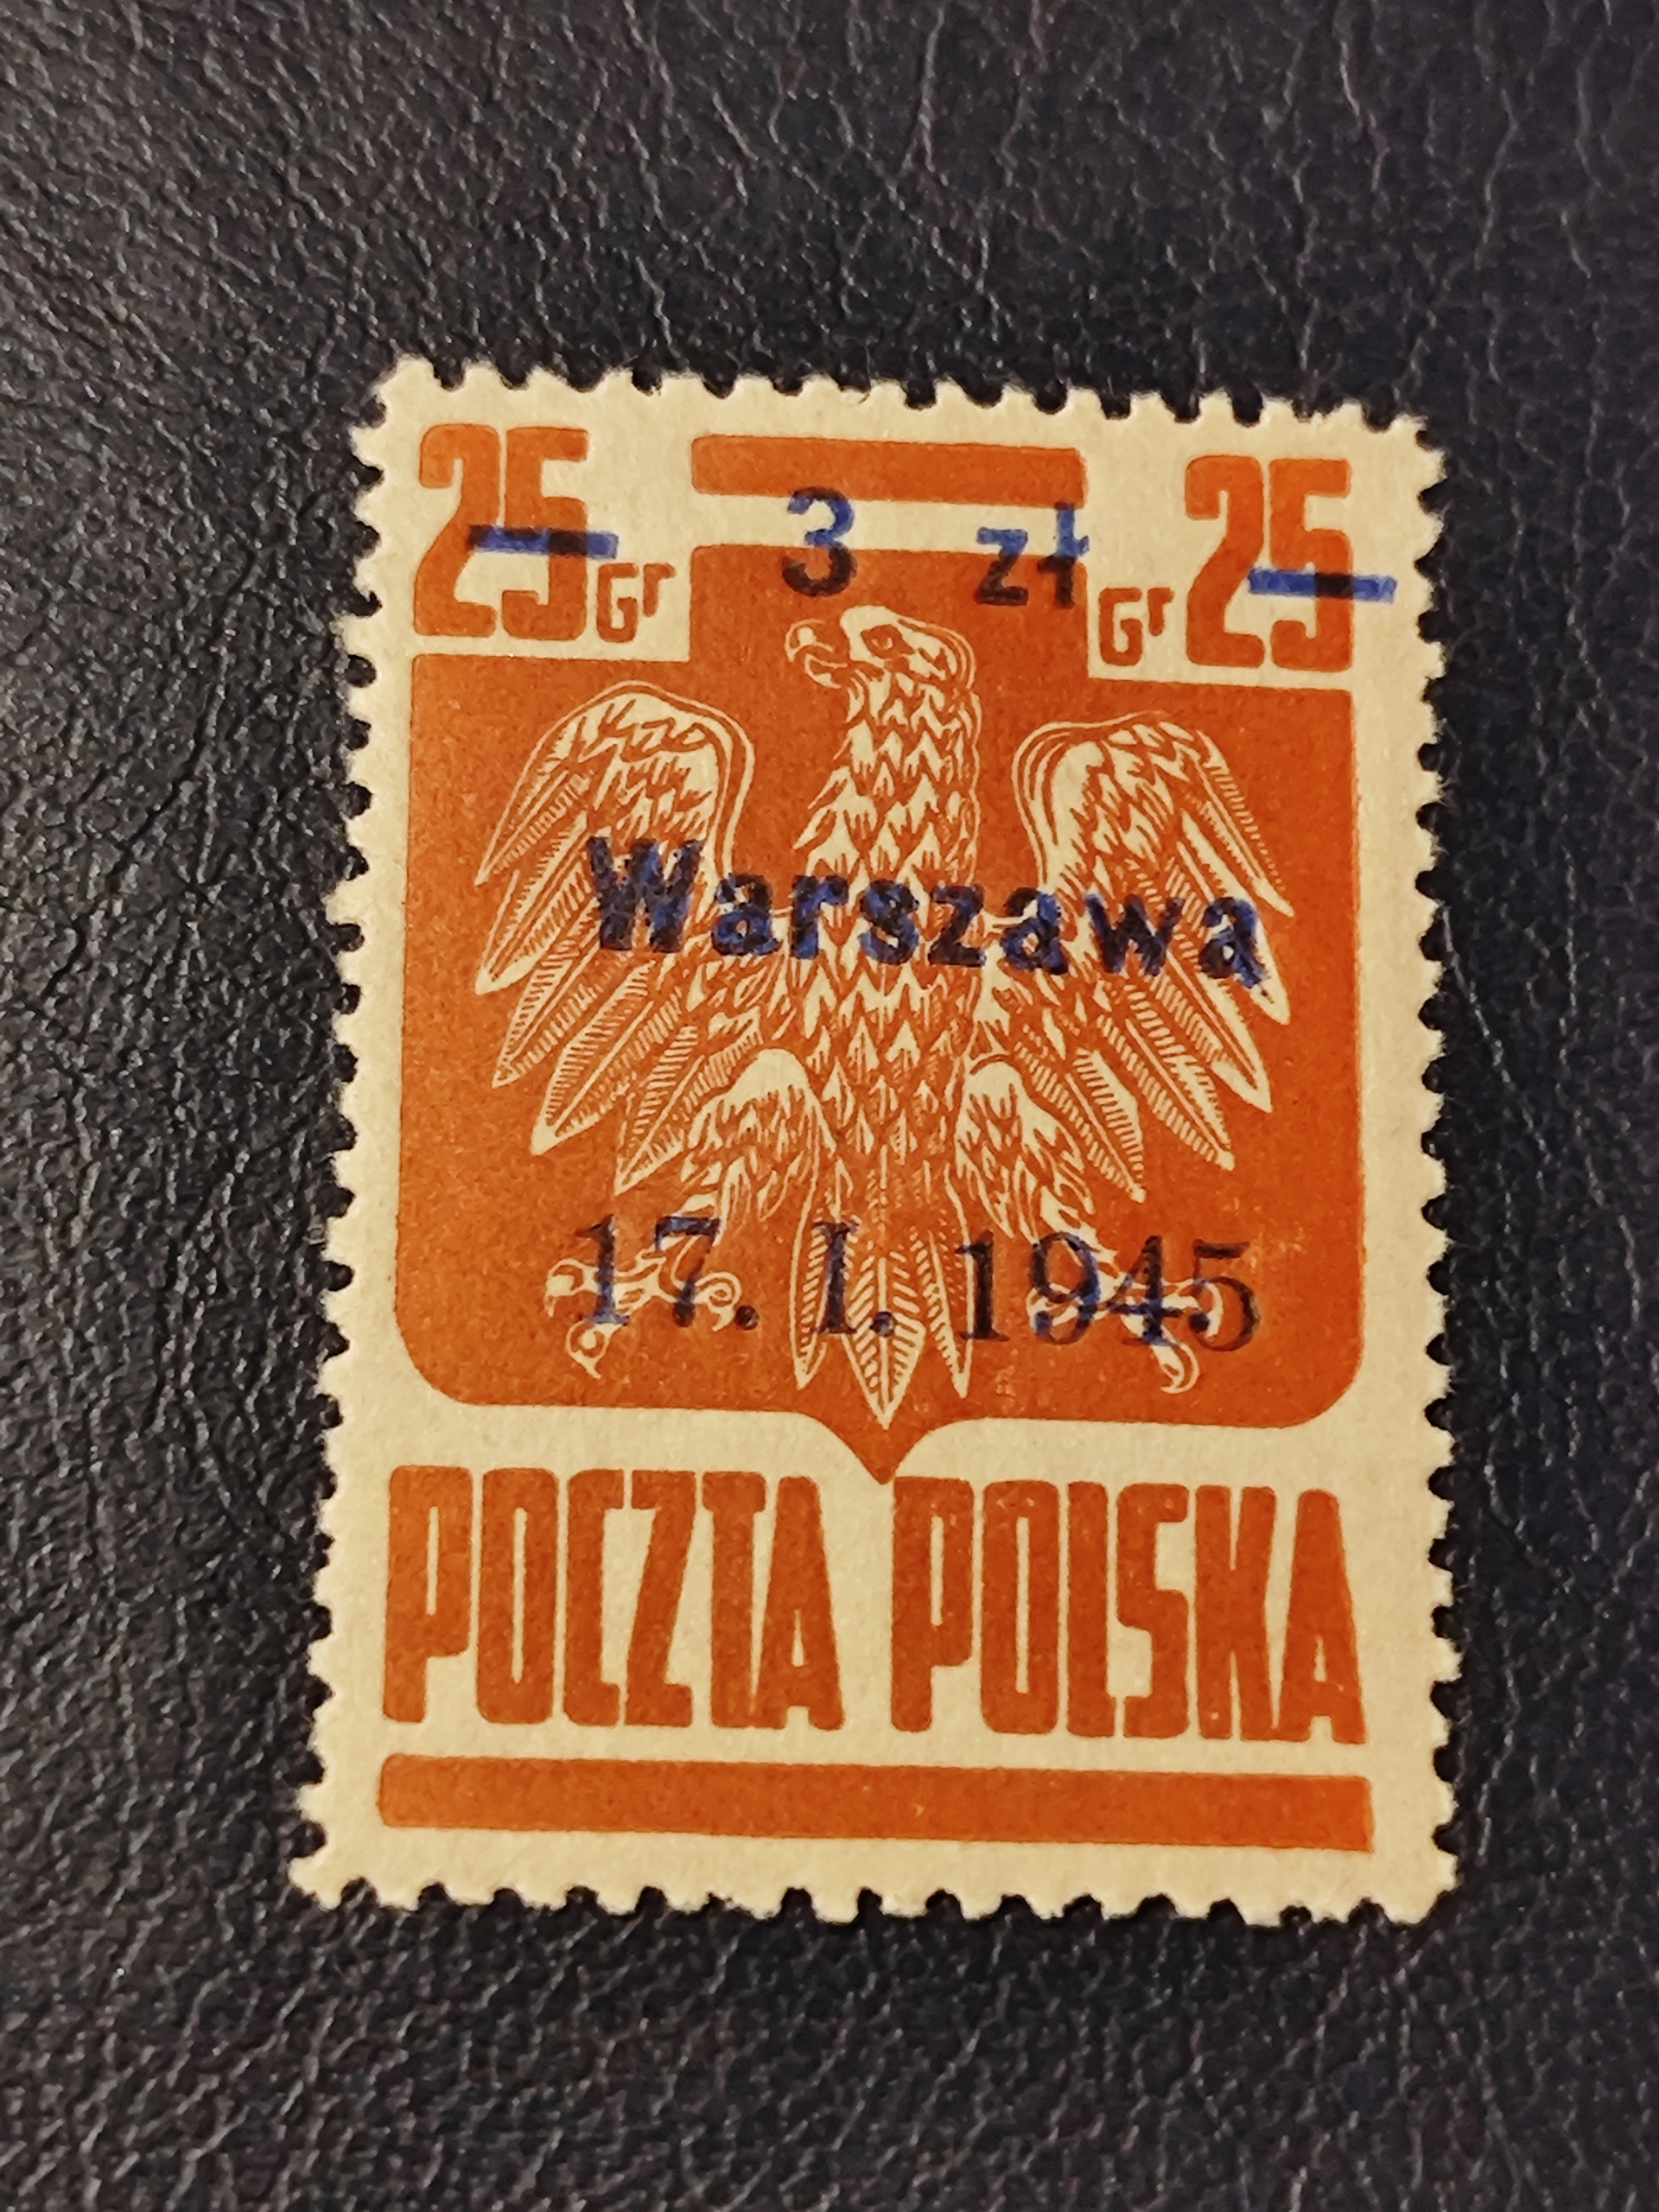 25 Gr 3 zł Gr 25
Warszawa
17. I. 1945
POCZTA POLSKA